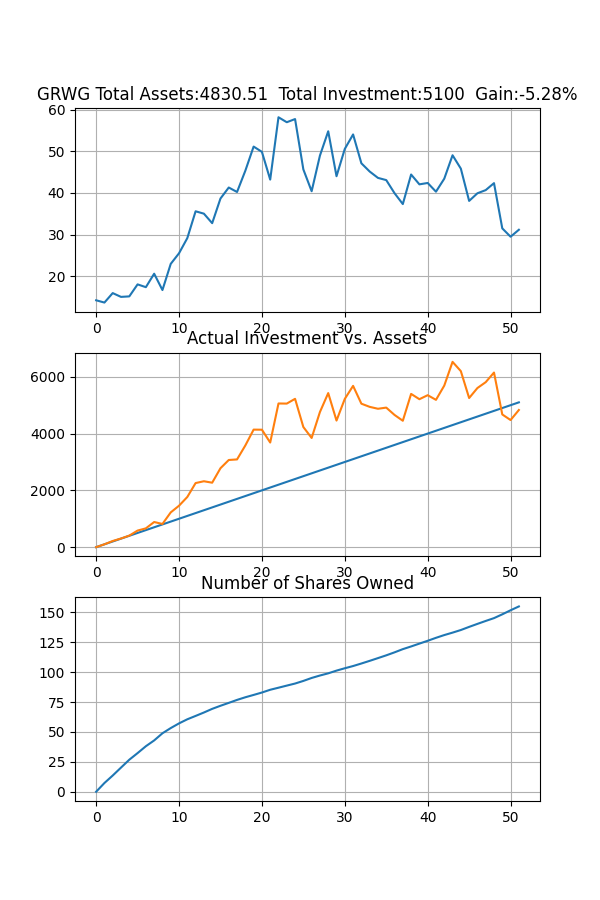 GRWG Total Assets:4830.51  Total Investment:5100  Gain:-5.28%
60
50
40
30
20
0 10 20 30 40 50
Actual Investment vs. Assets
6000
4000
2000
0
0 10 20 30 40 50
Number of Shares Owned
150
125
100
75
50
25
0
0 10 20 30 40 50